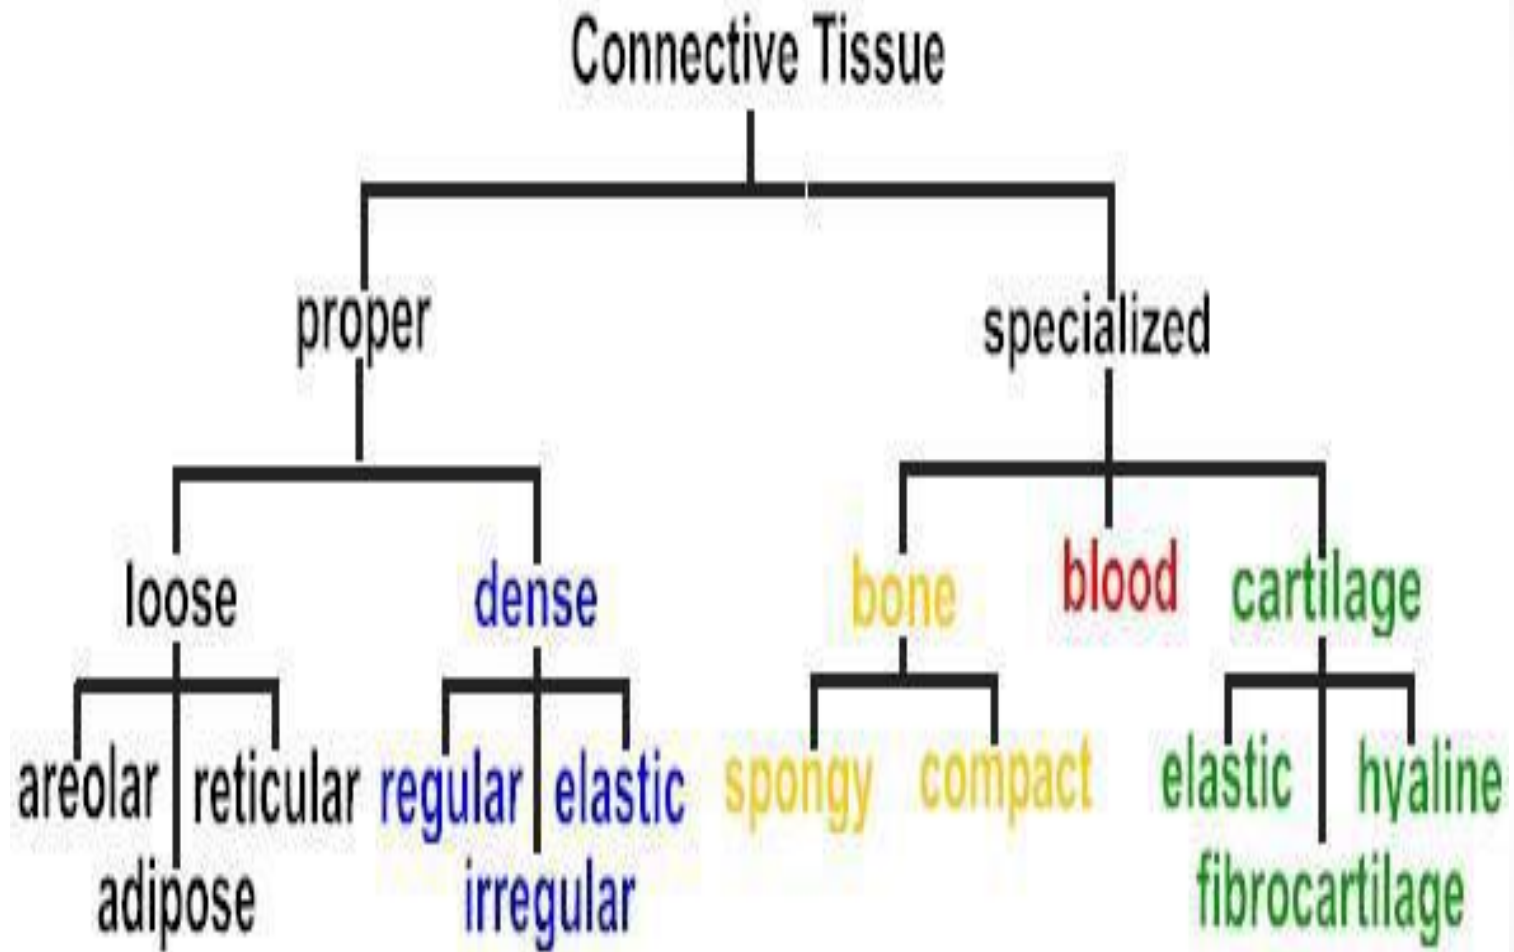 Connective Tissue
proper specialized
loose dense bone blood cartilage
areolar reticular regular elastic spongy compact elastic hyaline
adipose irregular fibrocartilage